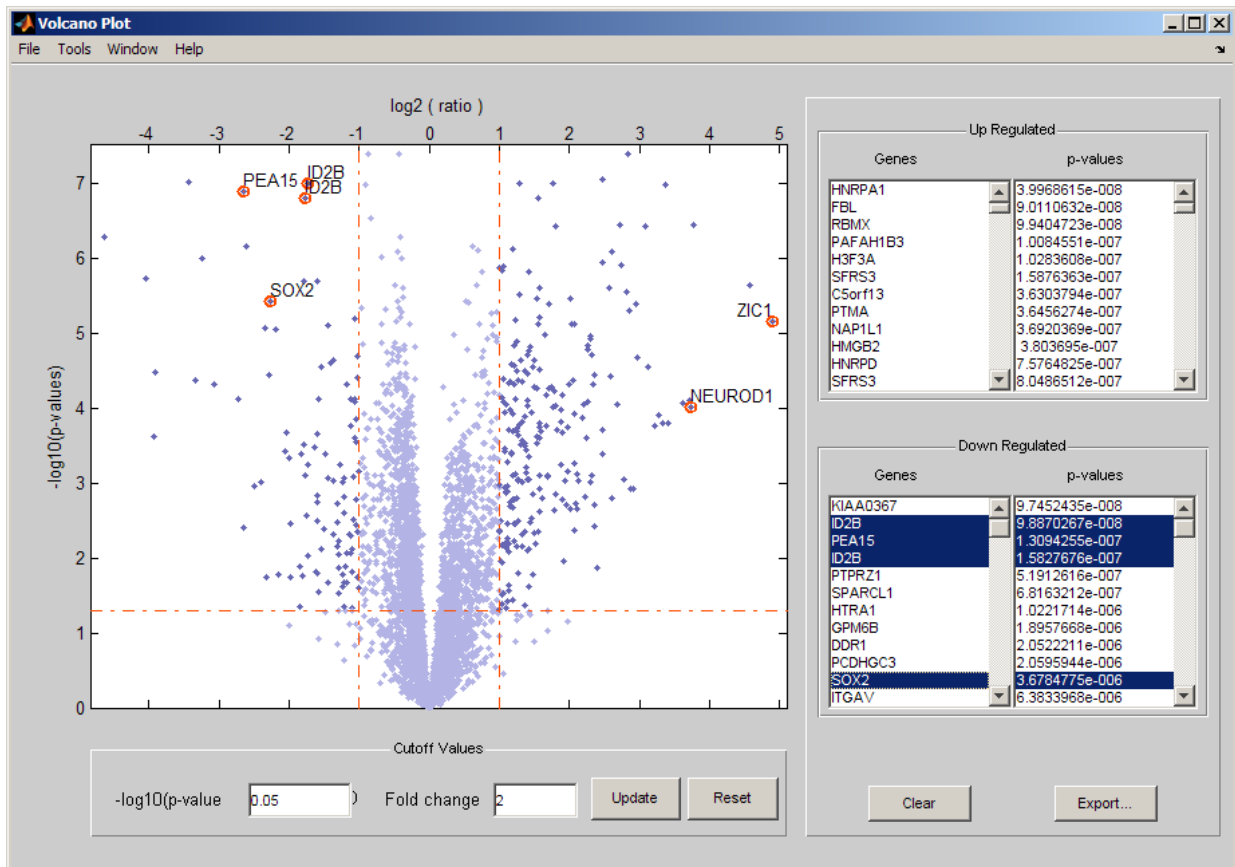 Volcano Plot
File Tools Window Help
log2 ( ratio )
-4 -3 -2 -1 0 1 2 3 4 5
-log10(p-values)
7
6
5
4
3
2
1
0
PEA15
ID2B
ID2B
SOX2
ZIC1
NEUROD1
Cutoff Values
-log10(p-value 0.05 ) Fold change 2 Update Reset
Up Regulated
Genes p-values
HNRPA1 3.9968615e-008
FBL 9.0110632e-008
RBMX 9.9404723e-008
PAFAH1B3 1.0084551e-007
H3F3A 1.0283608e-007
SFRS3 1.5876363e-007
C5orf13 3.6303794e-007
PTMA 3.6456274e-007
NAP1L1 3.6920369e-007
HMGB2 3.803695e-007
HNRPD 7.5764825e-007
SFRS3 8.0486512e-007
Down Regulated
Genes p-values
KIAA0367 9.7452435e-008
ID2B 9.8870267e-008
PEA15 1.3094255e-007
ID2B 1.5827676e-007
PTPRZ1 5.1912616e-007
SPARCL1 6.8163212e-007
HTRA1 1.0221714e-006
GPM6B 1.8957668e-006
DDR1 2.0522211e-006
PCDHGC3 2.0595944e-006
SOX2 3.6784775e-006
ITGAV 6.3833968e-006
Clear Export...